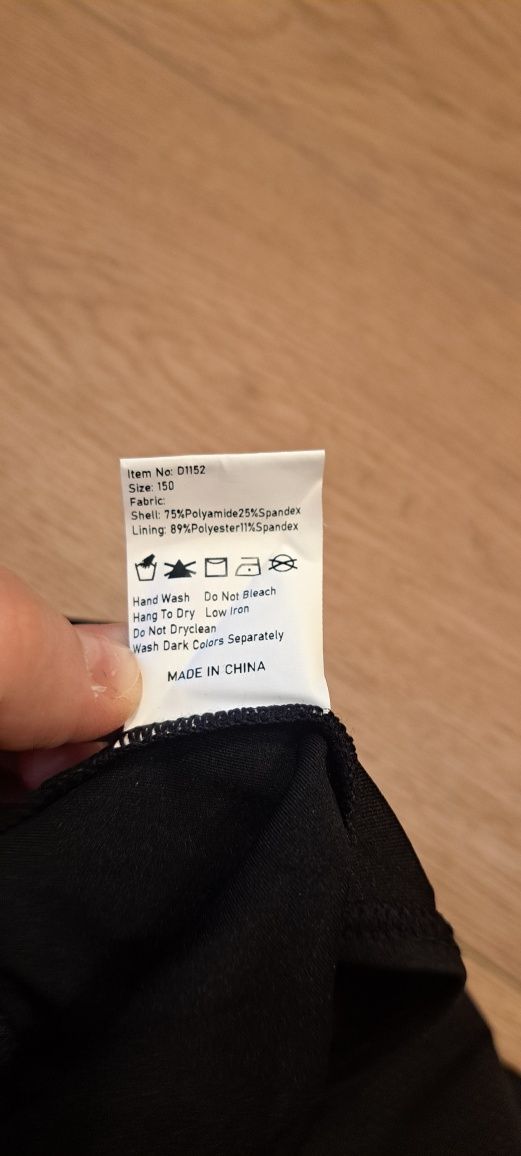 Item No: D1152
Size: 150
Fabric:
Shell: 75%Polyamide25%Spandex
Lining: 89%Polyester11%Spandex
Hand Wash Do Not Bleach
Hang To Dry Low Iron
Do Not Dryclean
Wash Dark Colors Separately
MADE IN CHINA